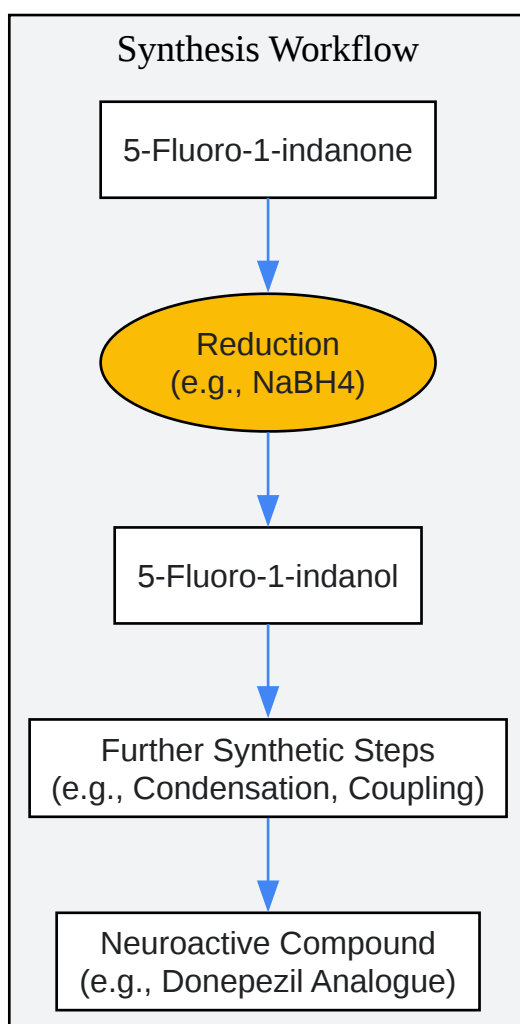 Synthesis Workflow
5-Fluoro-1-indanone
Reduction
(e.g., NaBH4)
5-Fluoro-1-indanol
Further Synthetic Steps
(e.g., Condensation, Coupling)
Neuroactive Compound
(e.g., Donepezil Analogue)